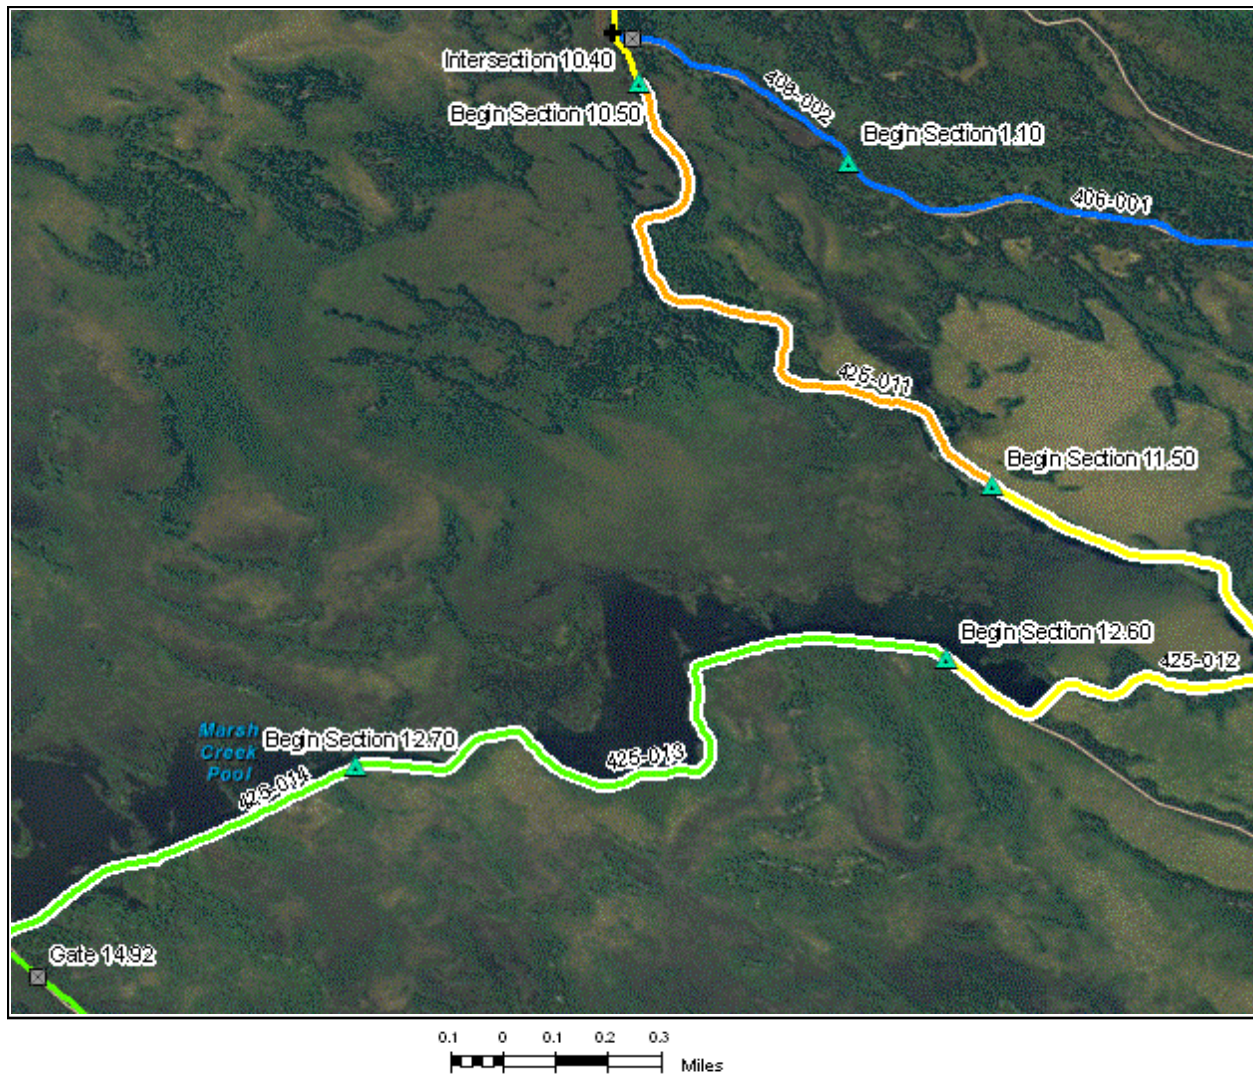 Intersection 10.40
Begin Section 10.50
408-002
Begin Section 1.10
406-001
425-011
Begin Section 11.50
Begin Section 12.60
425-012
Marsh
Creek
Pool
Begin Section 12.70
425-013
425-014
Gate 14.92
0.1 0 0.1 0.2 0.3
Miles